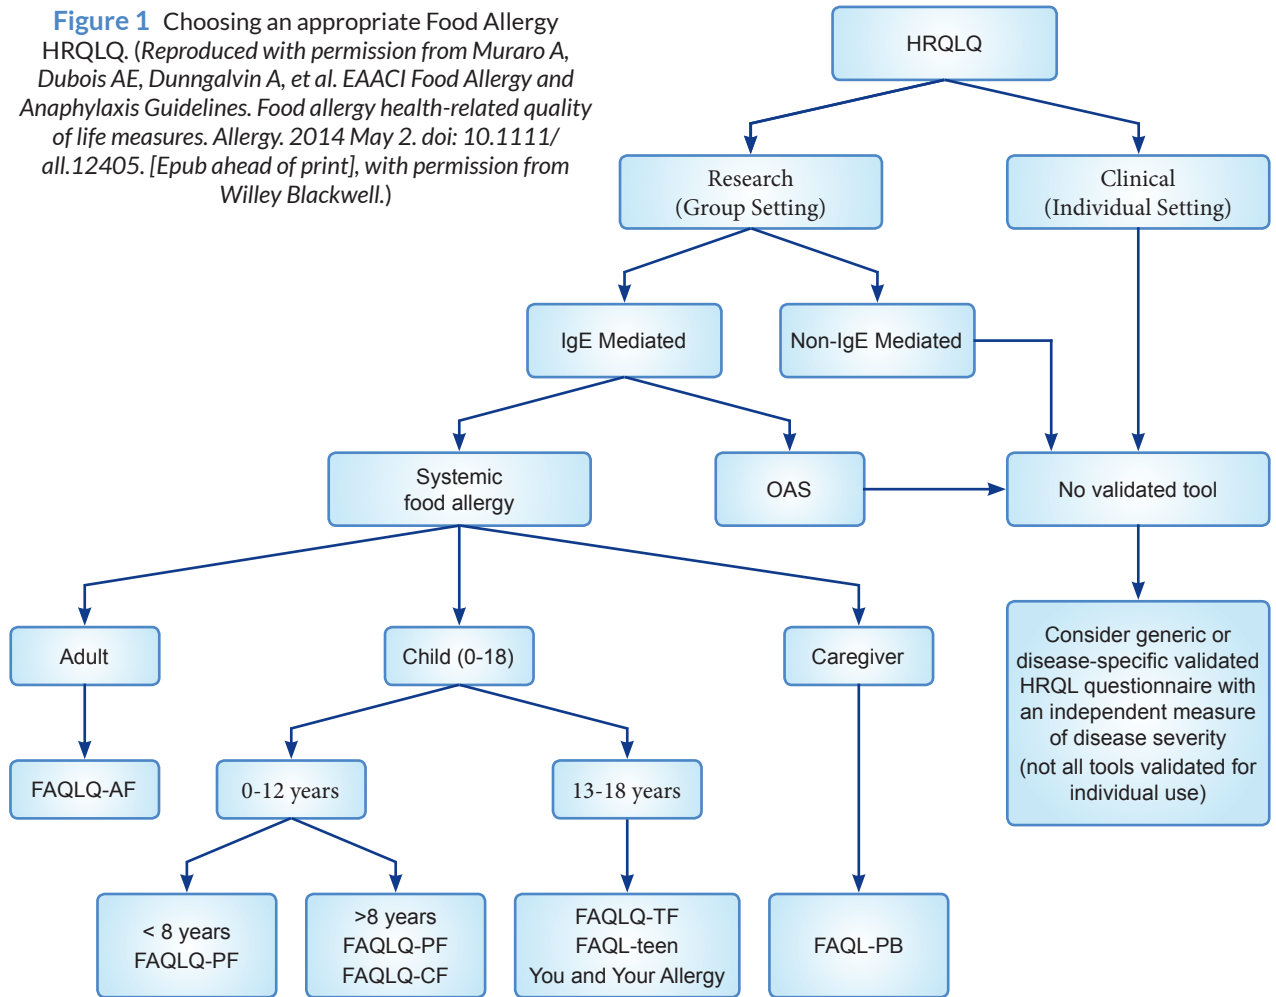 Figure 1 Choosing an appropriate Food Allergy
HRQLQ. (Reproduced with permission from Muraro A,
Dubois AE, Dunngalvin A, et al. EAACI Food Allergy and
Anaphylaxis Guidelines. Food allergy health-related quality
of life measures. Allergy. 2014 May 2. doi: 10.1111/
all.12405. [Epub ahead of print], with permission from
Willey Blackwell.)
HRQLQ
Research
(Group Setting)
Clinical
(Individual Setting)
IgE Mediated
Non-IgE Mediated
Systemic
food allergy
OAS
No validated tool
Adult
Child (0-18)
Caregiver
Consider generic or
disease-specific validated
HRQL questionnaire with
an independent measure
of disease severity
(not all tools validated for
individual use)
FAQLQ-AF
0-12 years
13-18 years
< 8 years
FAQLQ-PF
>8 years
FAQLQ-PF
FAQLQ-CF
FAQLQ-TF
FAQL-teen
You and Your Allergy
FAQL-PB